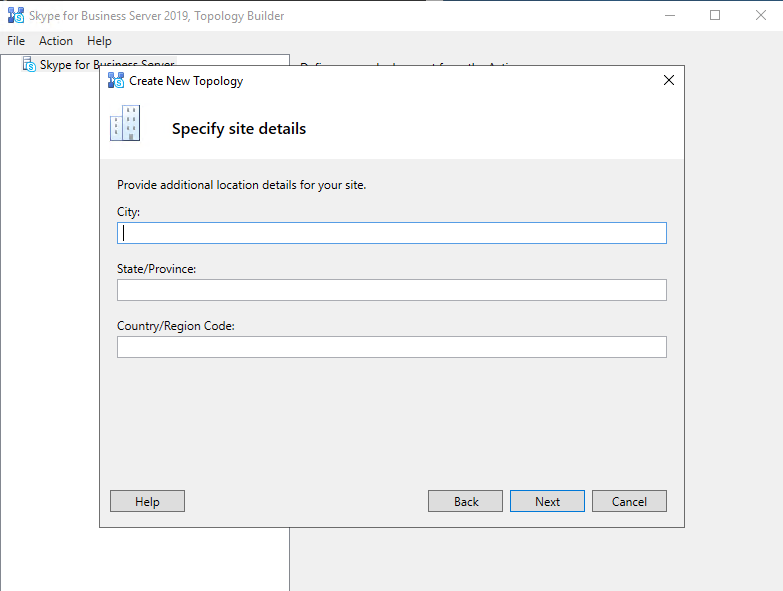 Skype for Business Server 2019, Topology Builder
File Action Help
Skype for Business Server
Create New Topology
Specify site details
Provide additional location details for your site.
City:
State/Province:
Country/Region Code:
Help Back Next Cancel